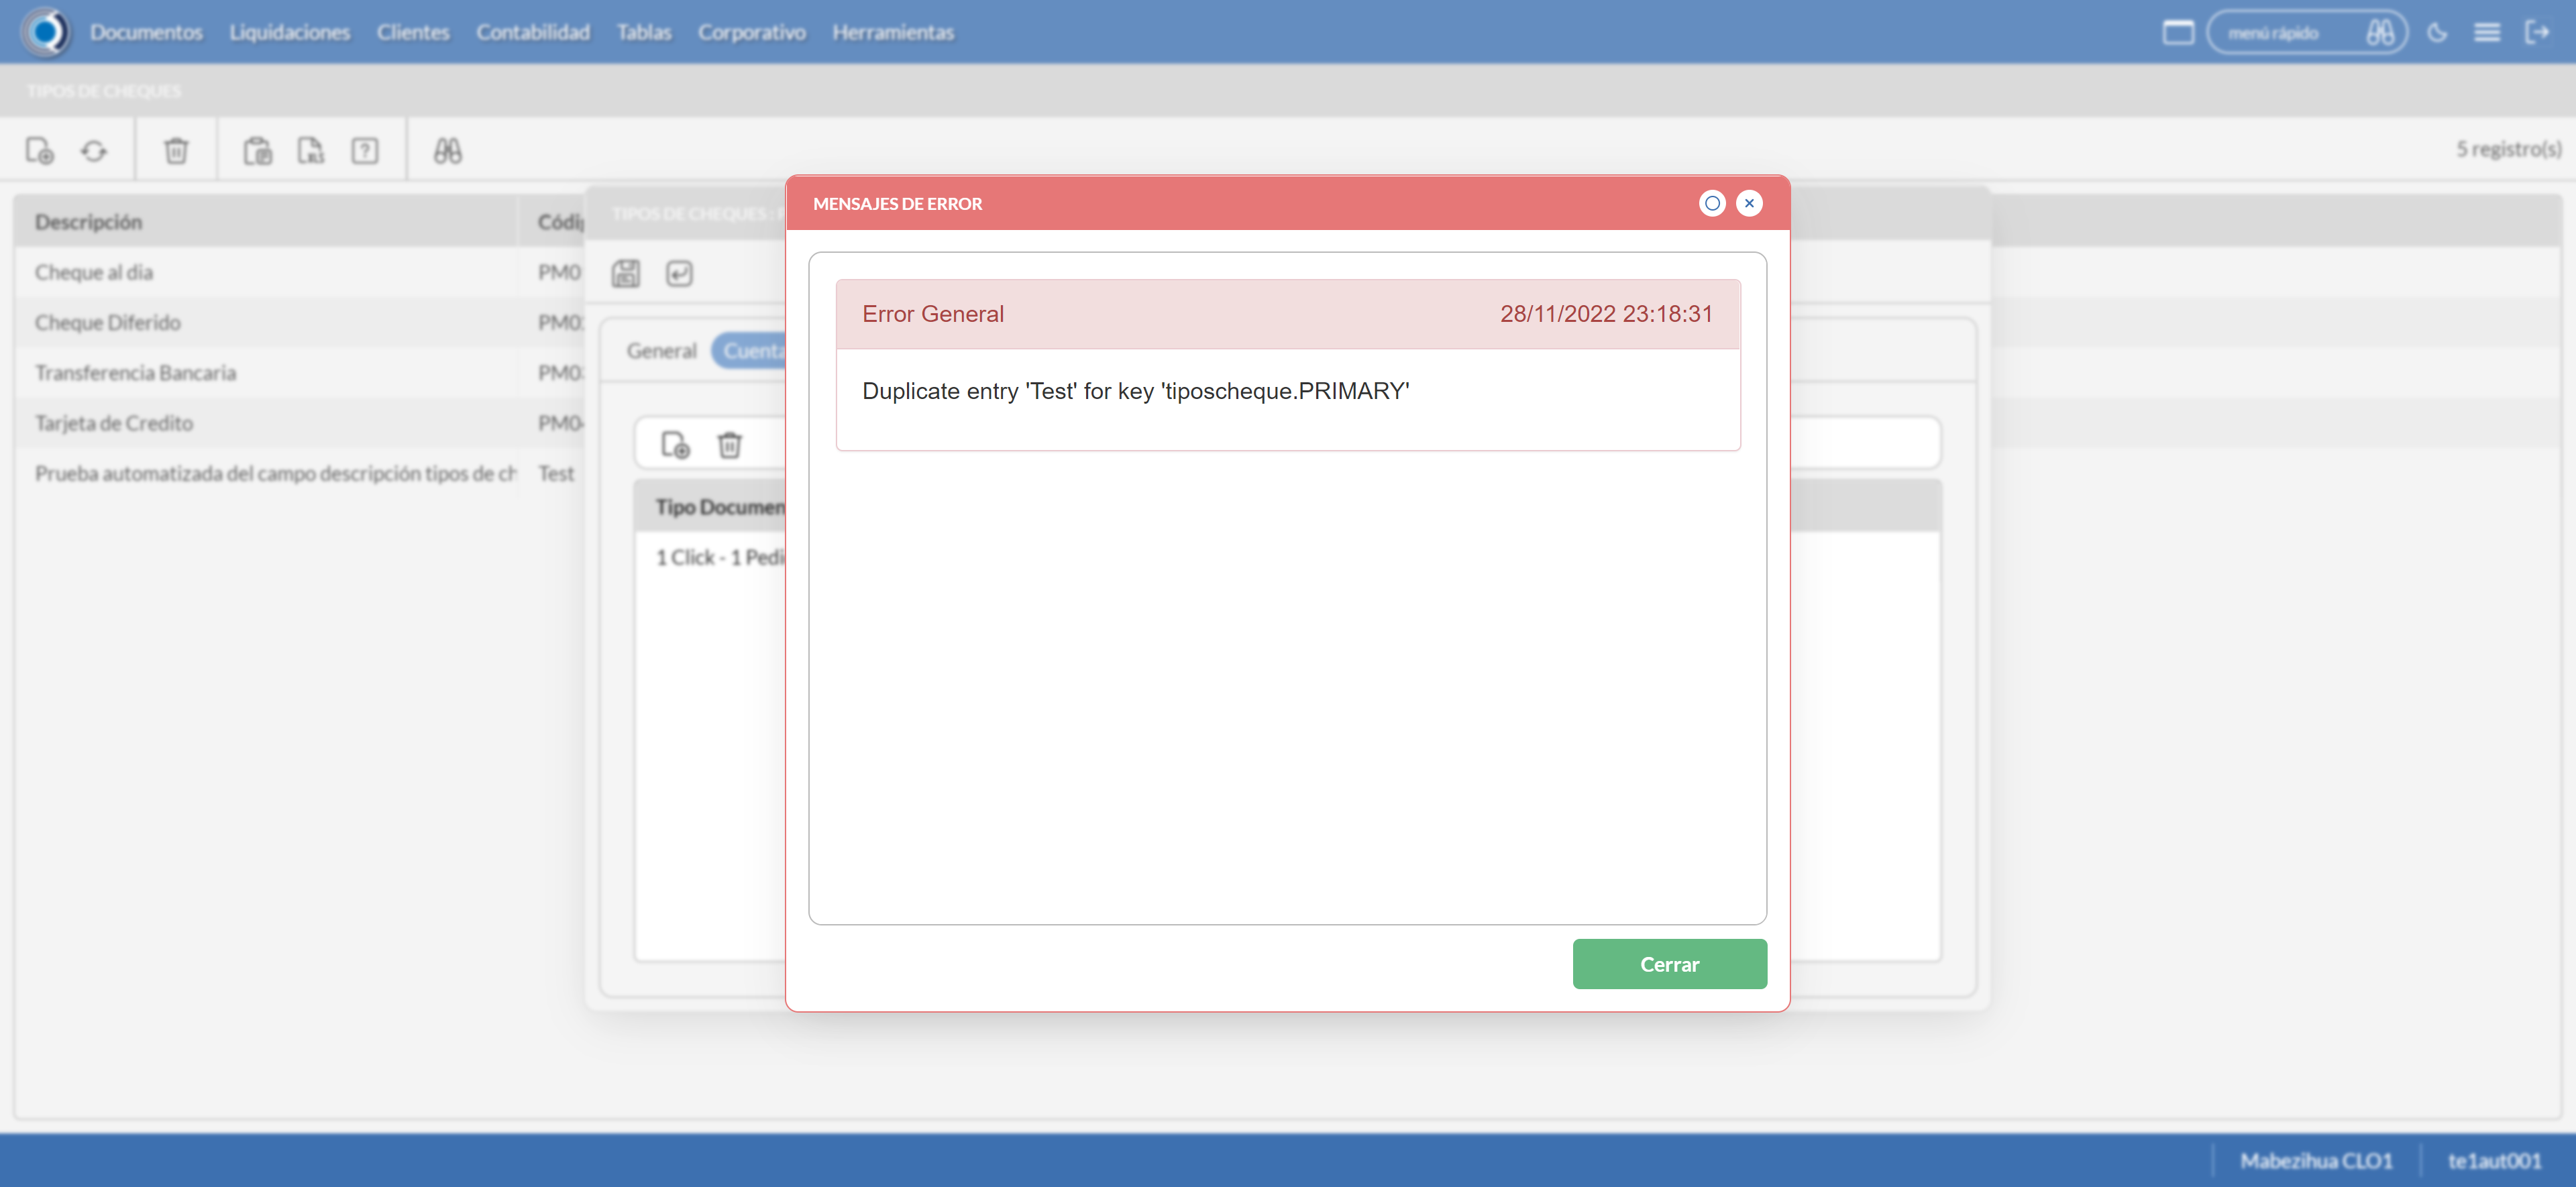 Documentos Liquidaciones Clientes Contabilidad Tablas Corporativo Herramientas menú rápido
TIPOS DE CHEQUES
5 registro(s)
Descripción Códi
TIPOS DE CHEQUES :
MENSAJES DE ERROR
Cheque al dia PM0
Cheque Diferido PM0
Transferencia Bancaria PM0
Tarjeta de Credito PM0
Prueba automatizada del campo descripción tipos de ch Test
General Cuenta
Tipo Documen
1 Click - 1 Pedi
Error General 28/11/2022 23:18:31
Duplicate entry 'Test' for key 'tiposcheque.PRIMARY'
Cerrar
Mabezihua CLO1 te1aut001